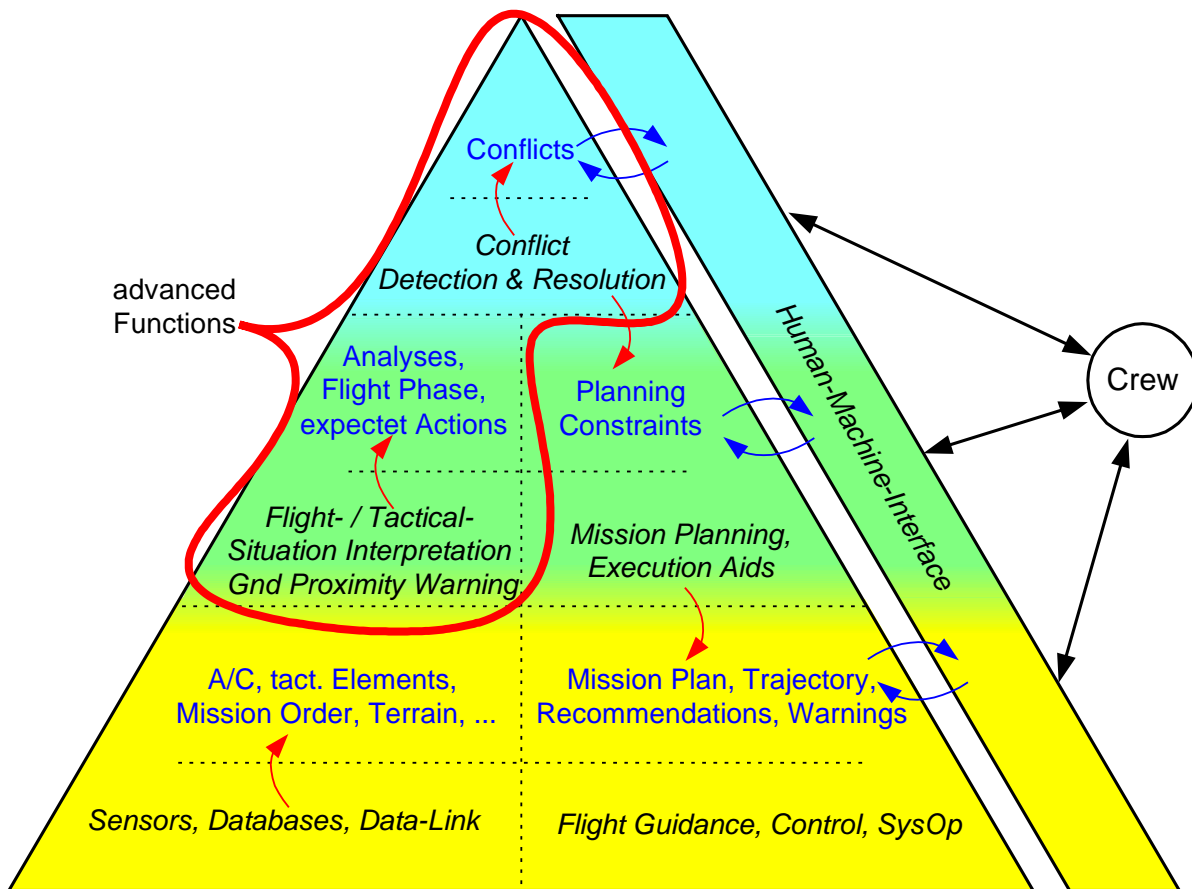 Conflicts
Conflict
Detection & Resolution
advanced
Functions
Analyses,
Flight Phase,
expectet Actions
Planning
Constraints
Human-Machine-Interface
Crew
Flight- / Tactical-
Situation Interpretation
Gnd Proximity Warning
Mission Planning,
Execution Aids
A/C, tact. Elements,
Mission Order, Terrain, ...
Mission Plan, Trajectory,
Recommendations, Warnings
Sensors, Databases, Data-Link
Flight Guidance, Control, SysOp